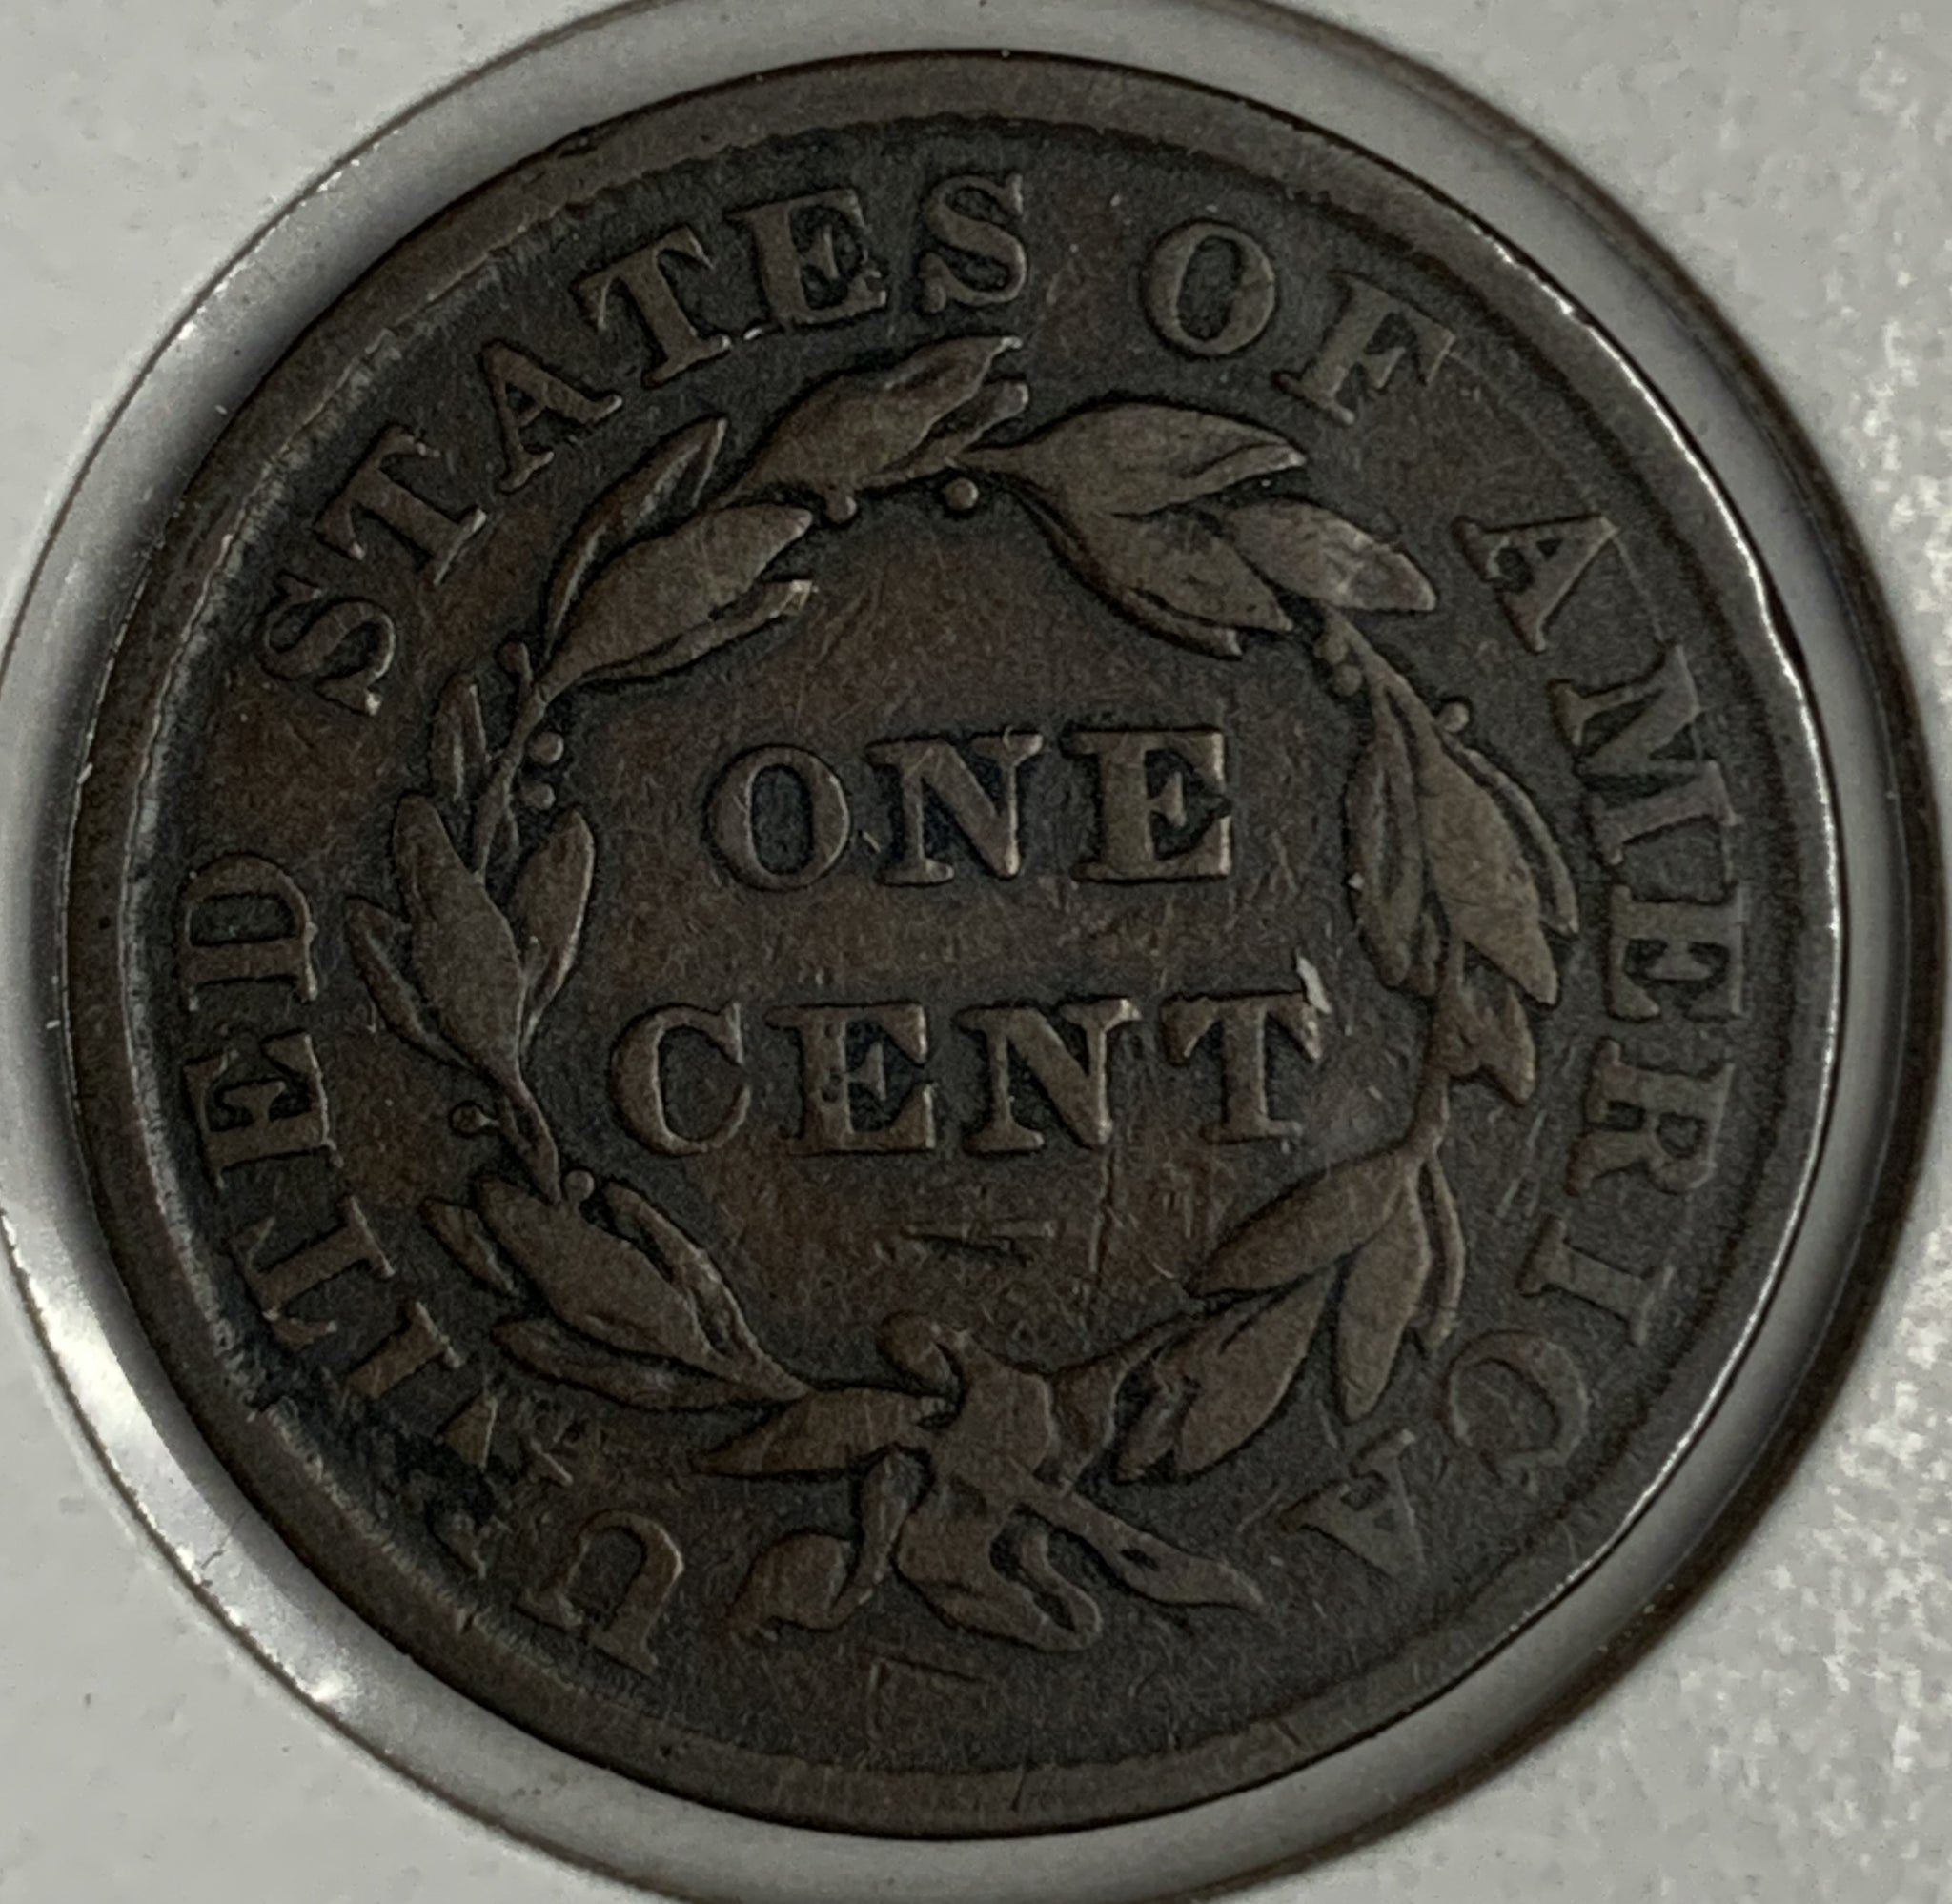 UNITED STATES OF AMERICA
ONE
CENT